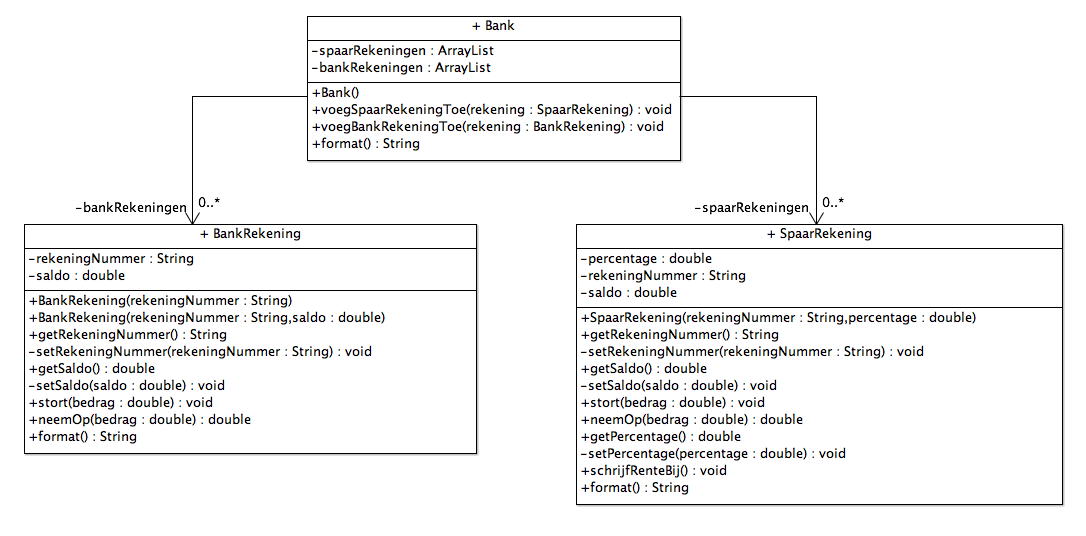 + Bank
-spaarRekeningen : ArrayList
-bankRekeningen : ArrayList
+Bank()
+voegSpaarRekeningToe(rekening : SpaarRekening) : void
+voegBankRekeningToe(rekening : BankRekening) : void
+format() : String
-bankRekeningen
0..*
-spaarRekeningen
0..*
+ BankRekening
-rekeningNummer : String
-saldo : double
+BankRekening(rekeningNummer : String)
+BankRekening(rekeningNummer : String,saldo : double)
+getRekeningNummer() : String
-setRekeningNummer(rekeningNummer : String) : void
+getSaldo() : double
-setSaldo(saldo : double) : void
+stort(bedrag : double) : void
+neemOp(bedrag : double) : double
+format() : String
+ SpaarRekening
-percentage : double
-rekeningNummer : String
-saldo : double
+SpaarRekening(rekeningNummer : String,percentage : double)
+getRekeningNummer() : String
-setRekeningNummer(rekeningNummer : String) : void
+getSaldo() : double
-setSaldo(saldo : double) : void
+stort(bedrag : double) : void
+neemOp(bedrag : double) : double
+getPercentage() : double
-setPercentage(percentage : double) : void
+schrijfRenteBij() : void
+format() : String